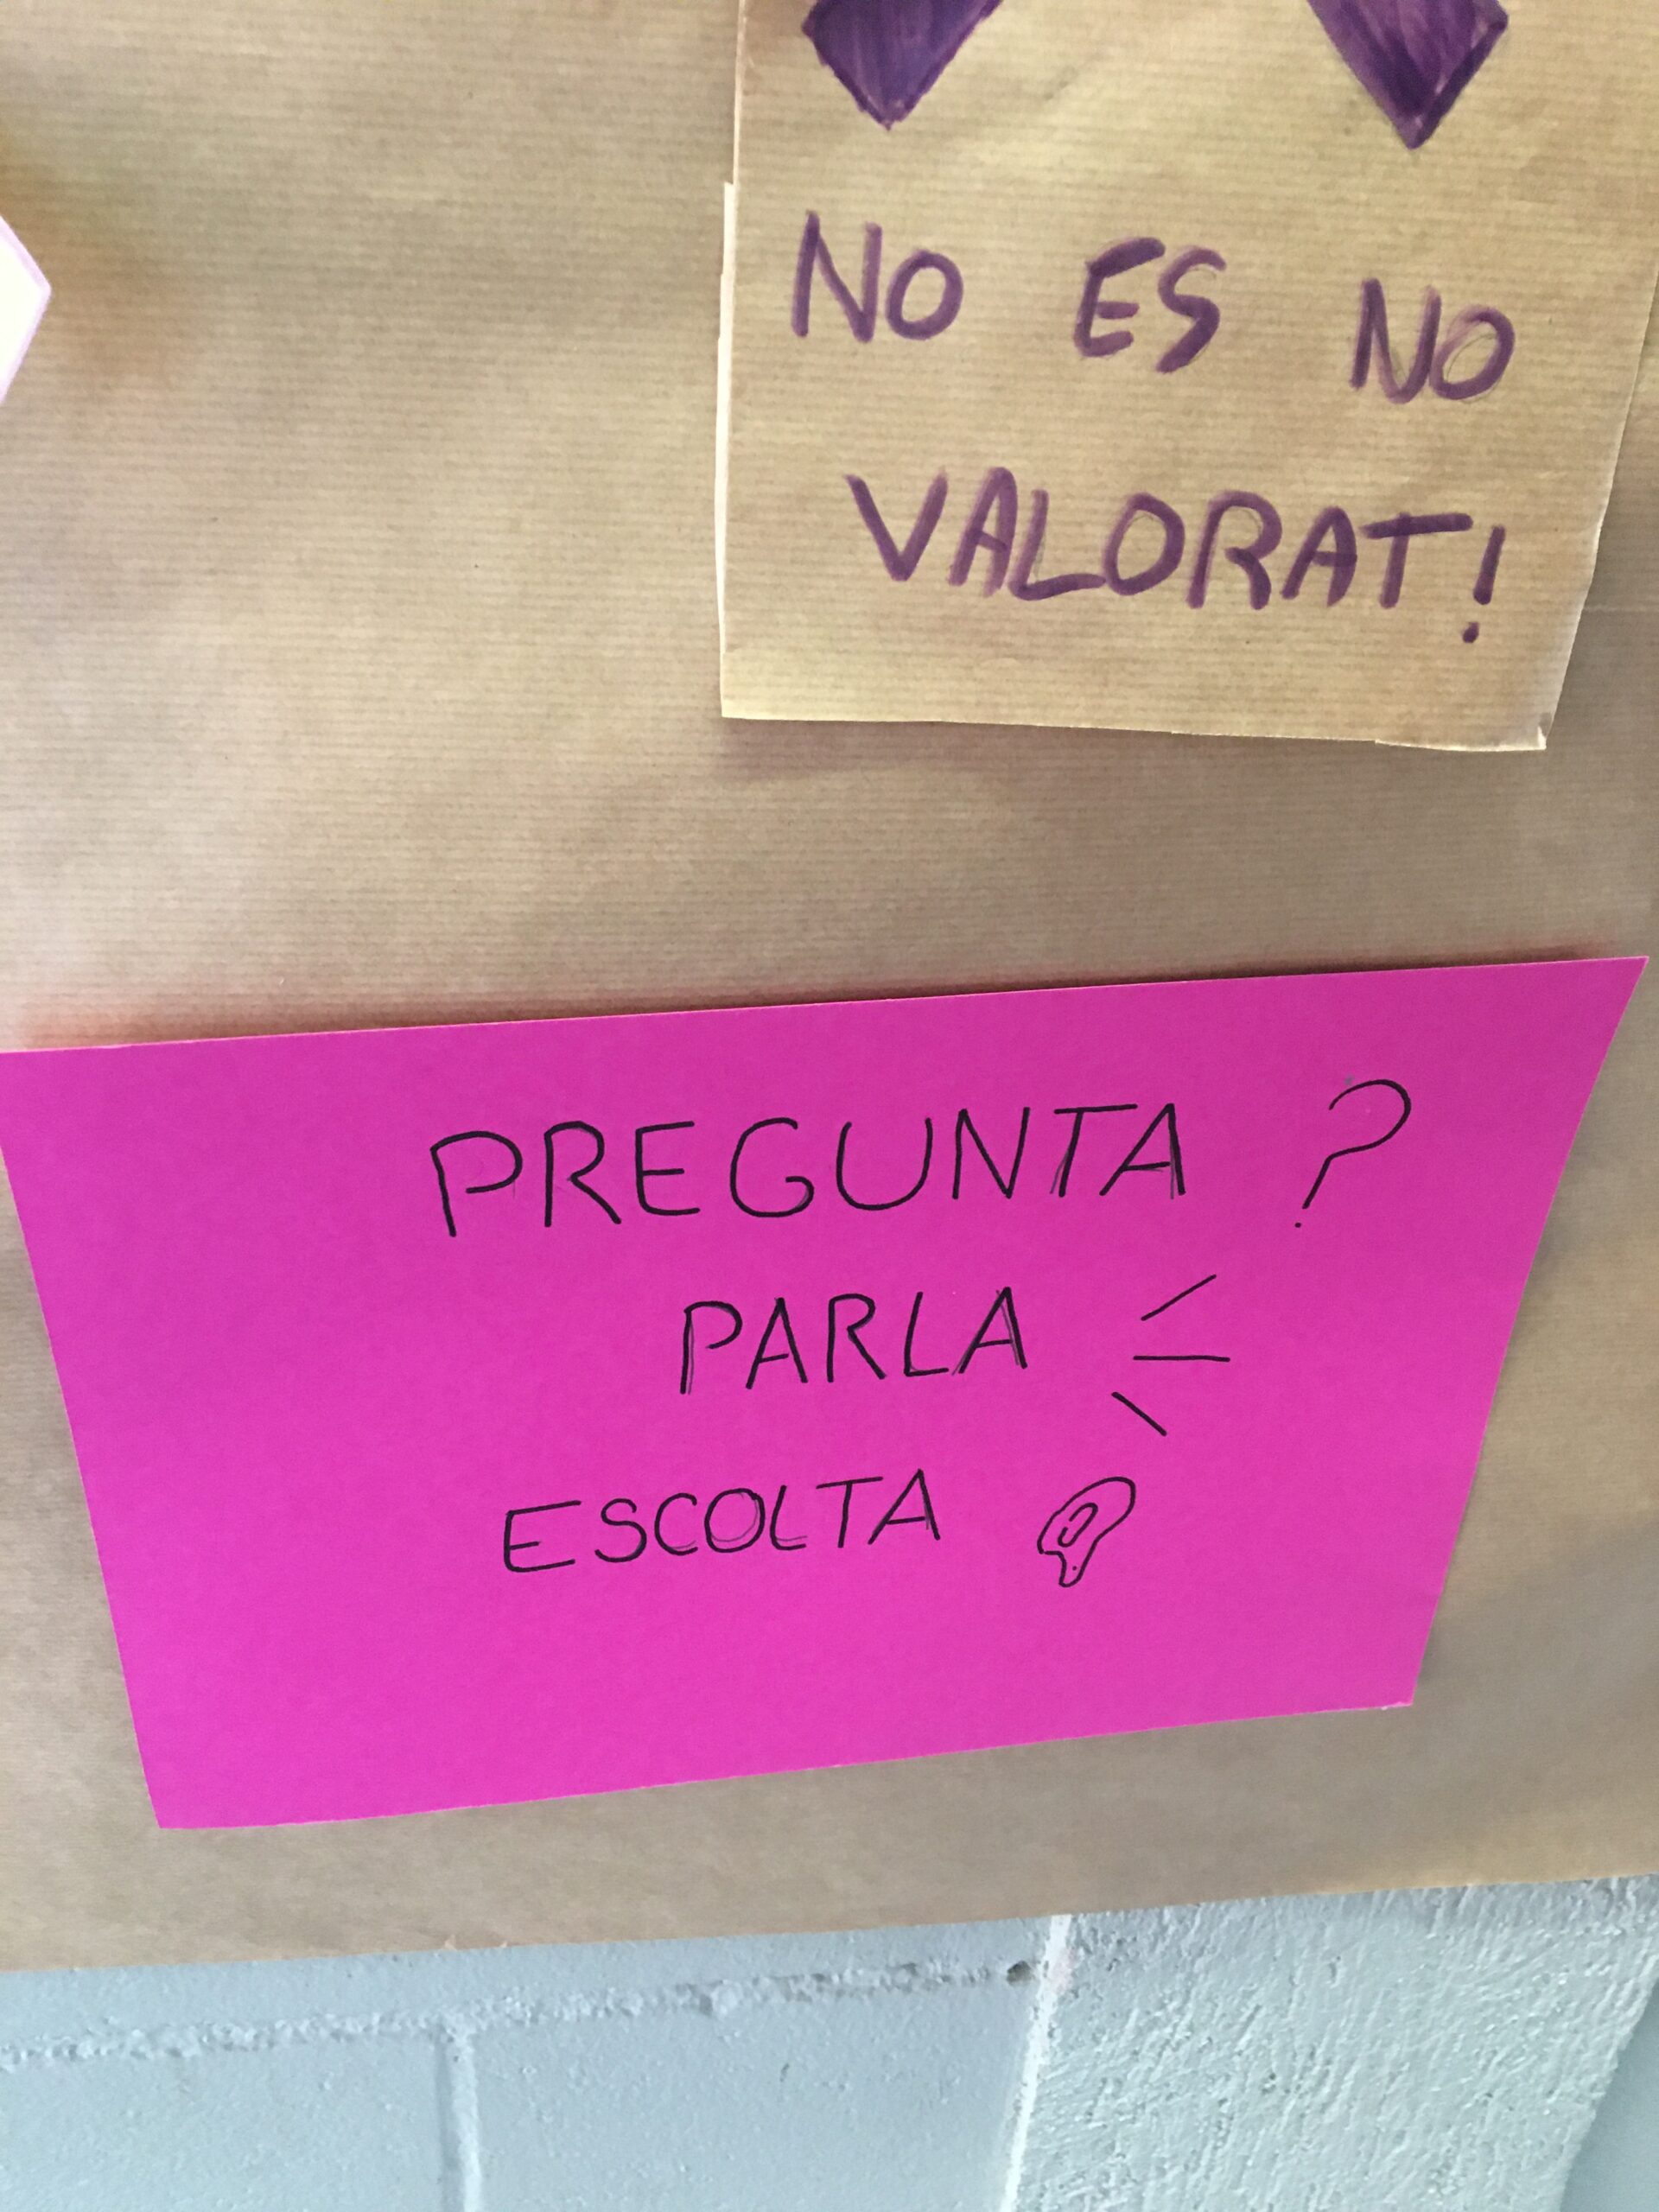 NO ES NO
VALORAT!
PREGUNTA ?
PARLA
ESCOLTA